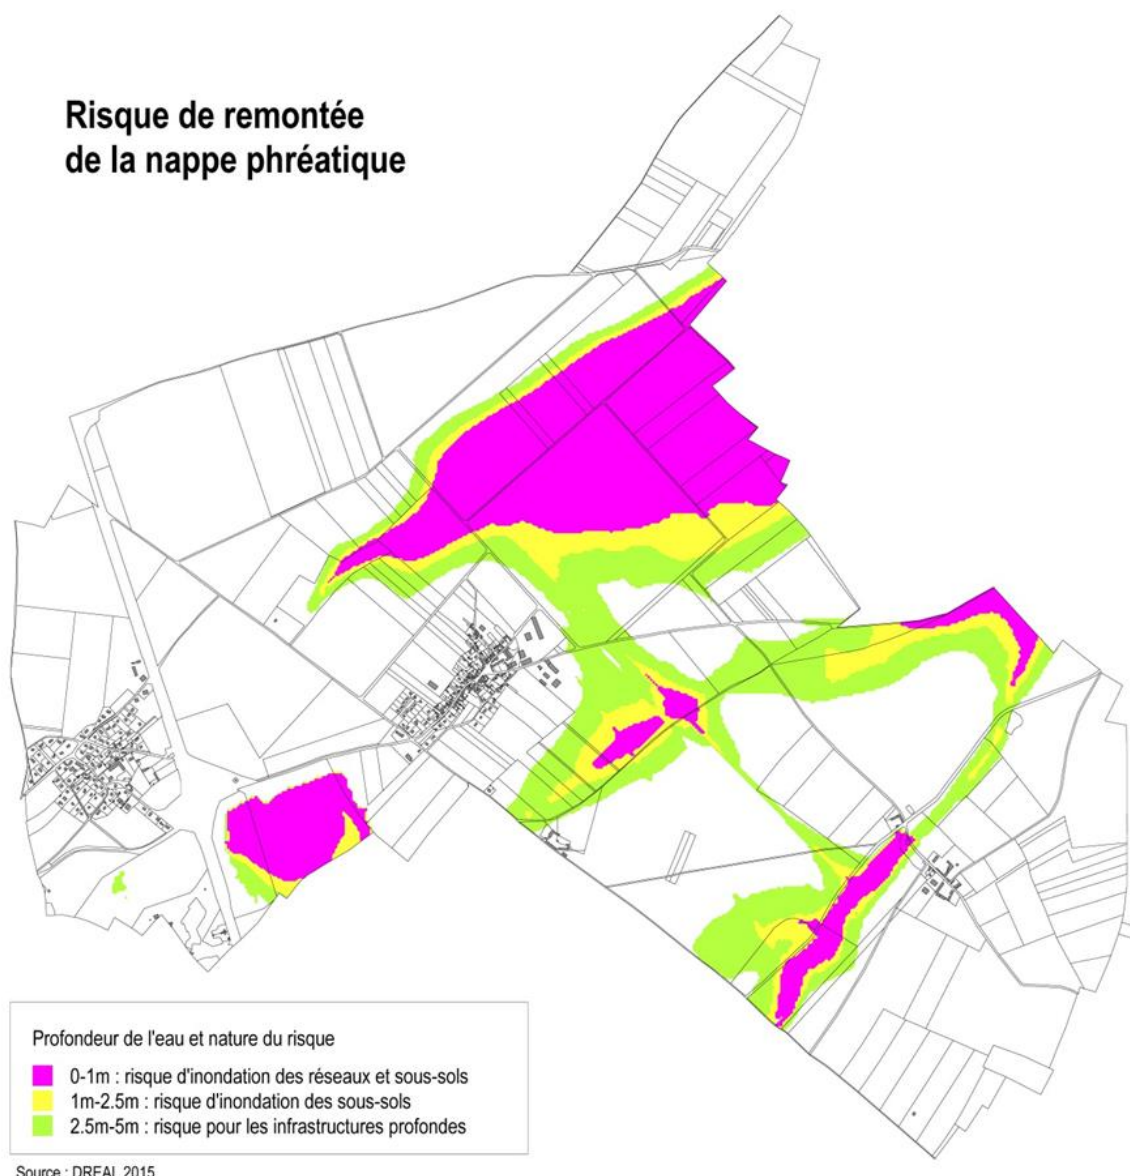 Risque de remontée
de la nappe phréatique
Profondeur de l'eau et nature du risque
0-1m : risque d'inondation des réseaux et sous-sols
1m-2.5m : risque d'inondation des sous-sols
2.5m-5m : risque pour les infrastructures profondes
Source : DREAL 2015